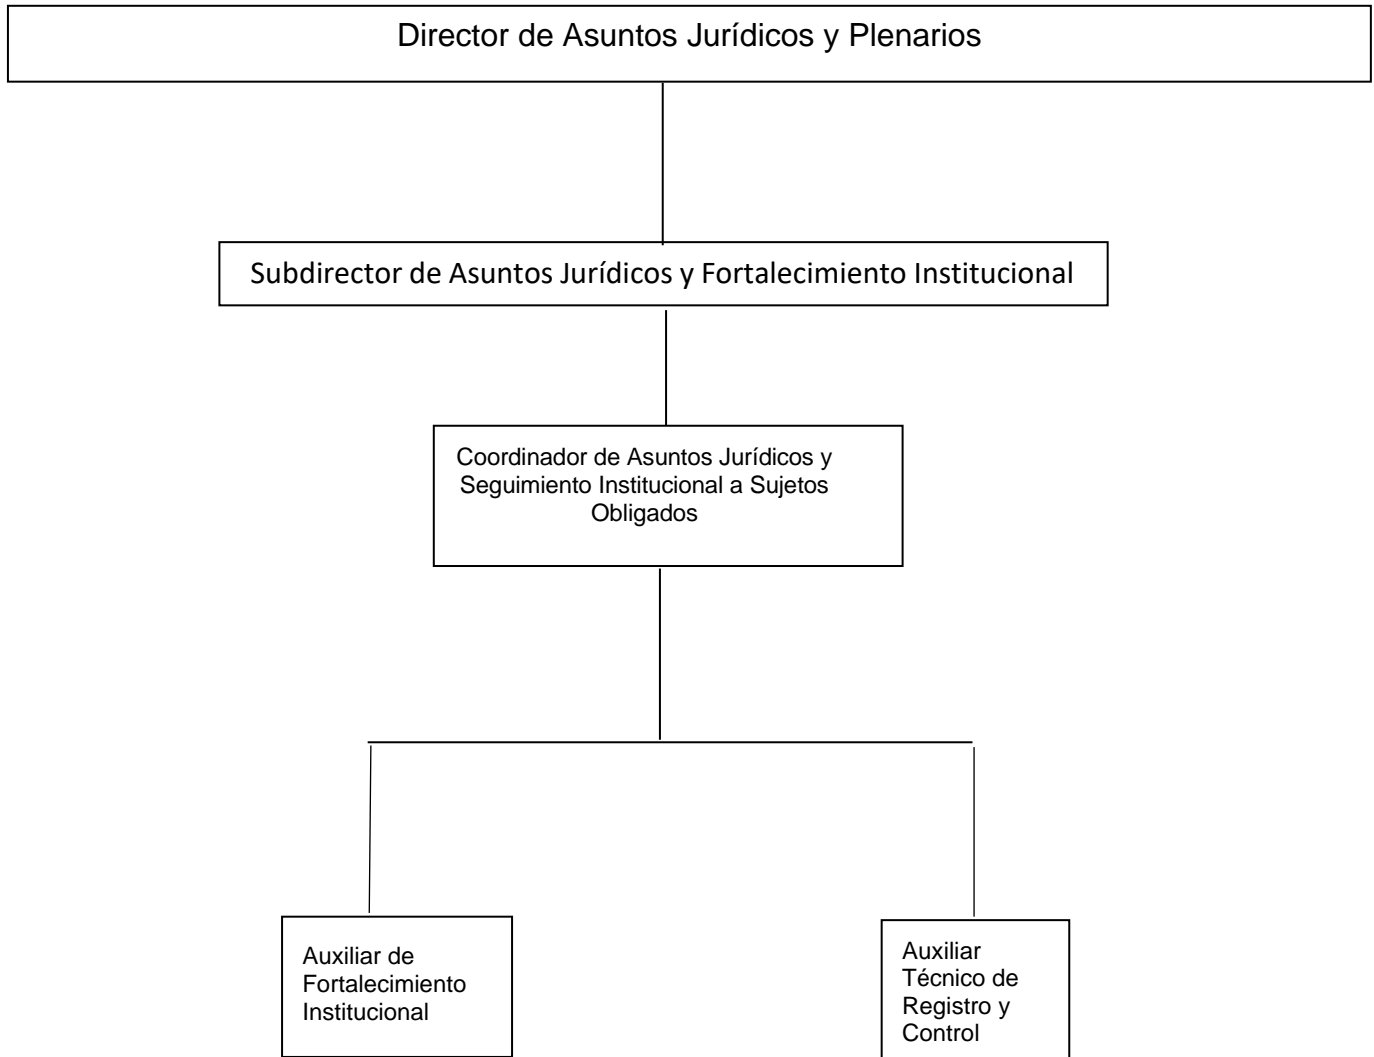 Director de Asuntos Jurídicos y Plenarios
Subdirector de Asuntos Jurídicos y Fortalecimiento Institucional
Coordinador de Asuntos Jurídicos y
Seguimiento Institucional a Sujetos
Obligados
Auxiliar de
Fortalecimiento
Institucional
Auxiliar
Técnico de
Registro y
Control